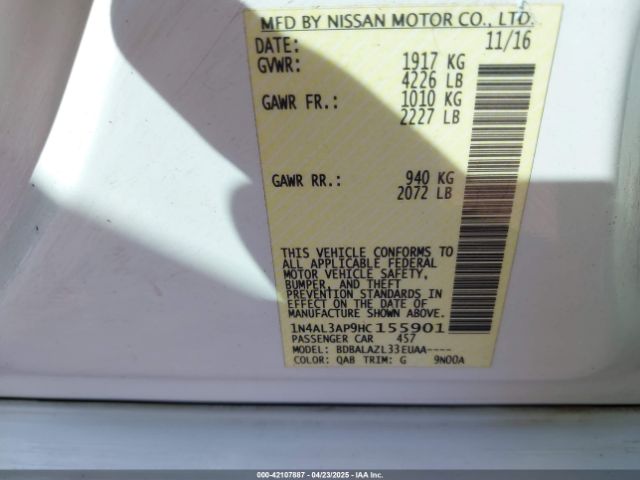 MFD BY NISSAN MOTOR CO., LTD.
DATE: 11/16
GVWR: 1917 KG
4226 LB
GAWR FR.: 1010 KG
2227 LB
GAWR RR.: 940 KG
2072 LB
THIS VEHICLE CONFORMS TO
ALL APPLICABLE FEDERAL
MOTOR VEHICLE SAFETY,
BUMPER, AND THEFT
PREVENTION STANDARDS
IN EFFECT ON THE DATE OF
MANUFACTURE SHOWN ABOVE.
1N4AL3AP9HC155901
PASSENGER CAR 457
MODEL: BDBALAZL33EUAA----
COLOR: QAB TRIM: G 9N00A
000-42107887 - 04/23/2025 - IAA, Inc.